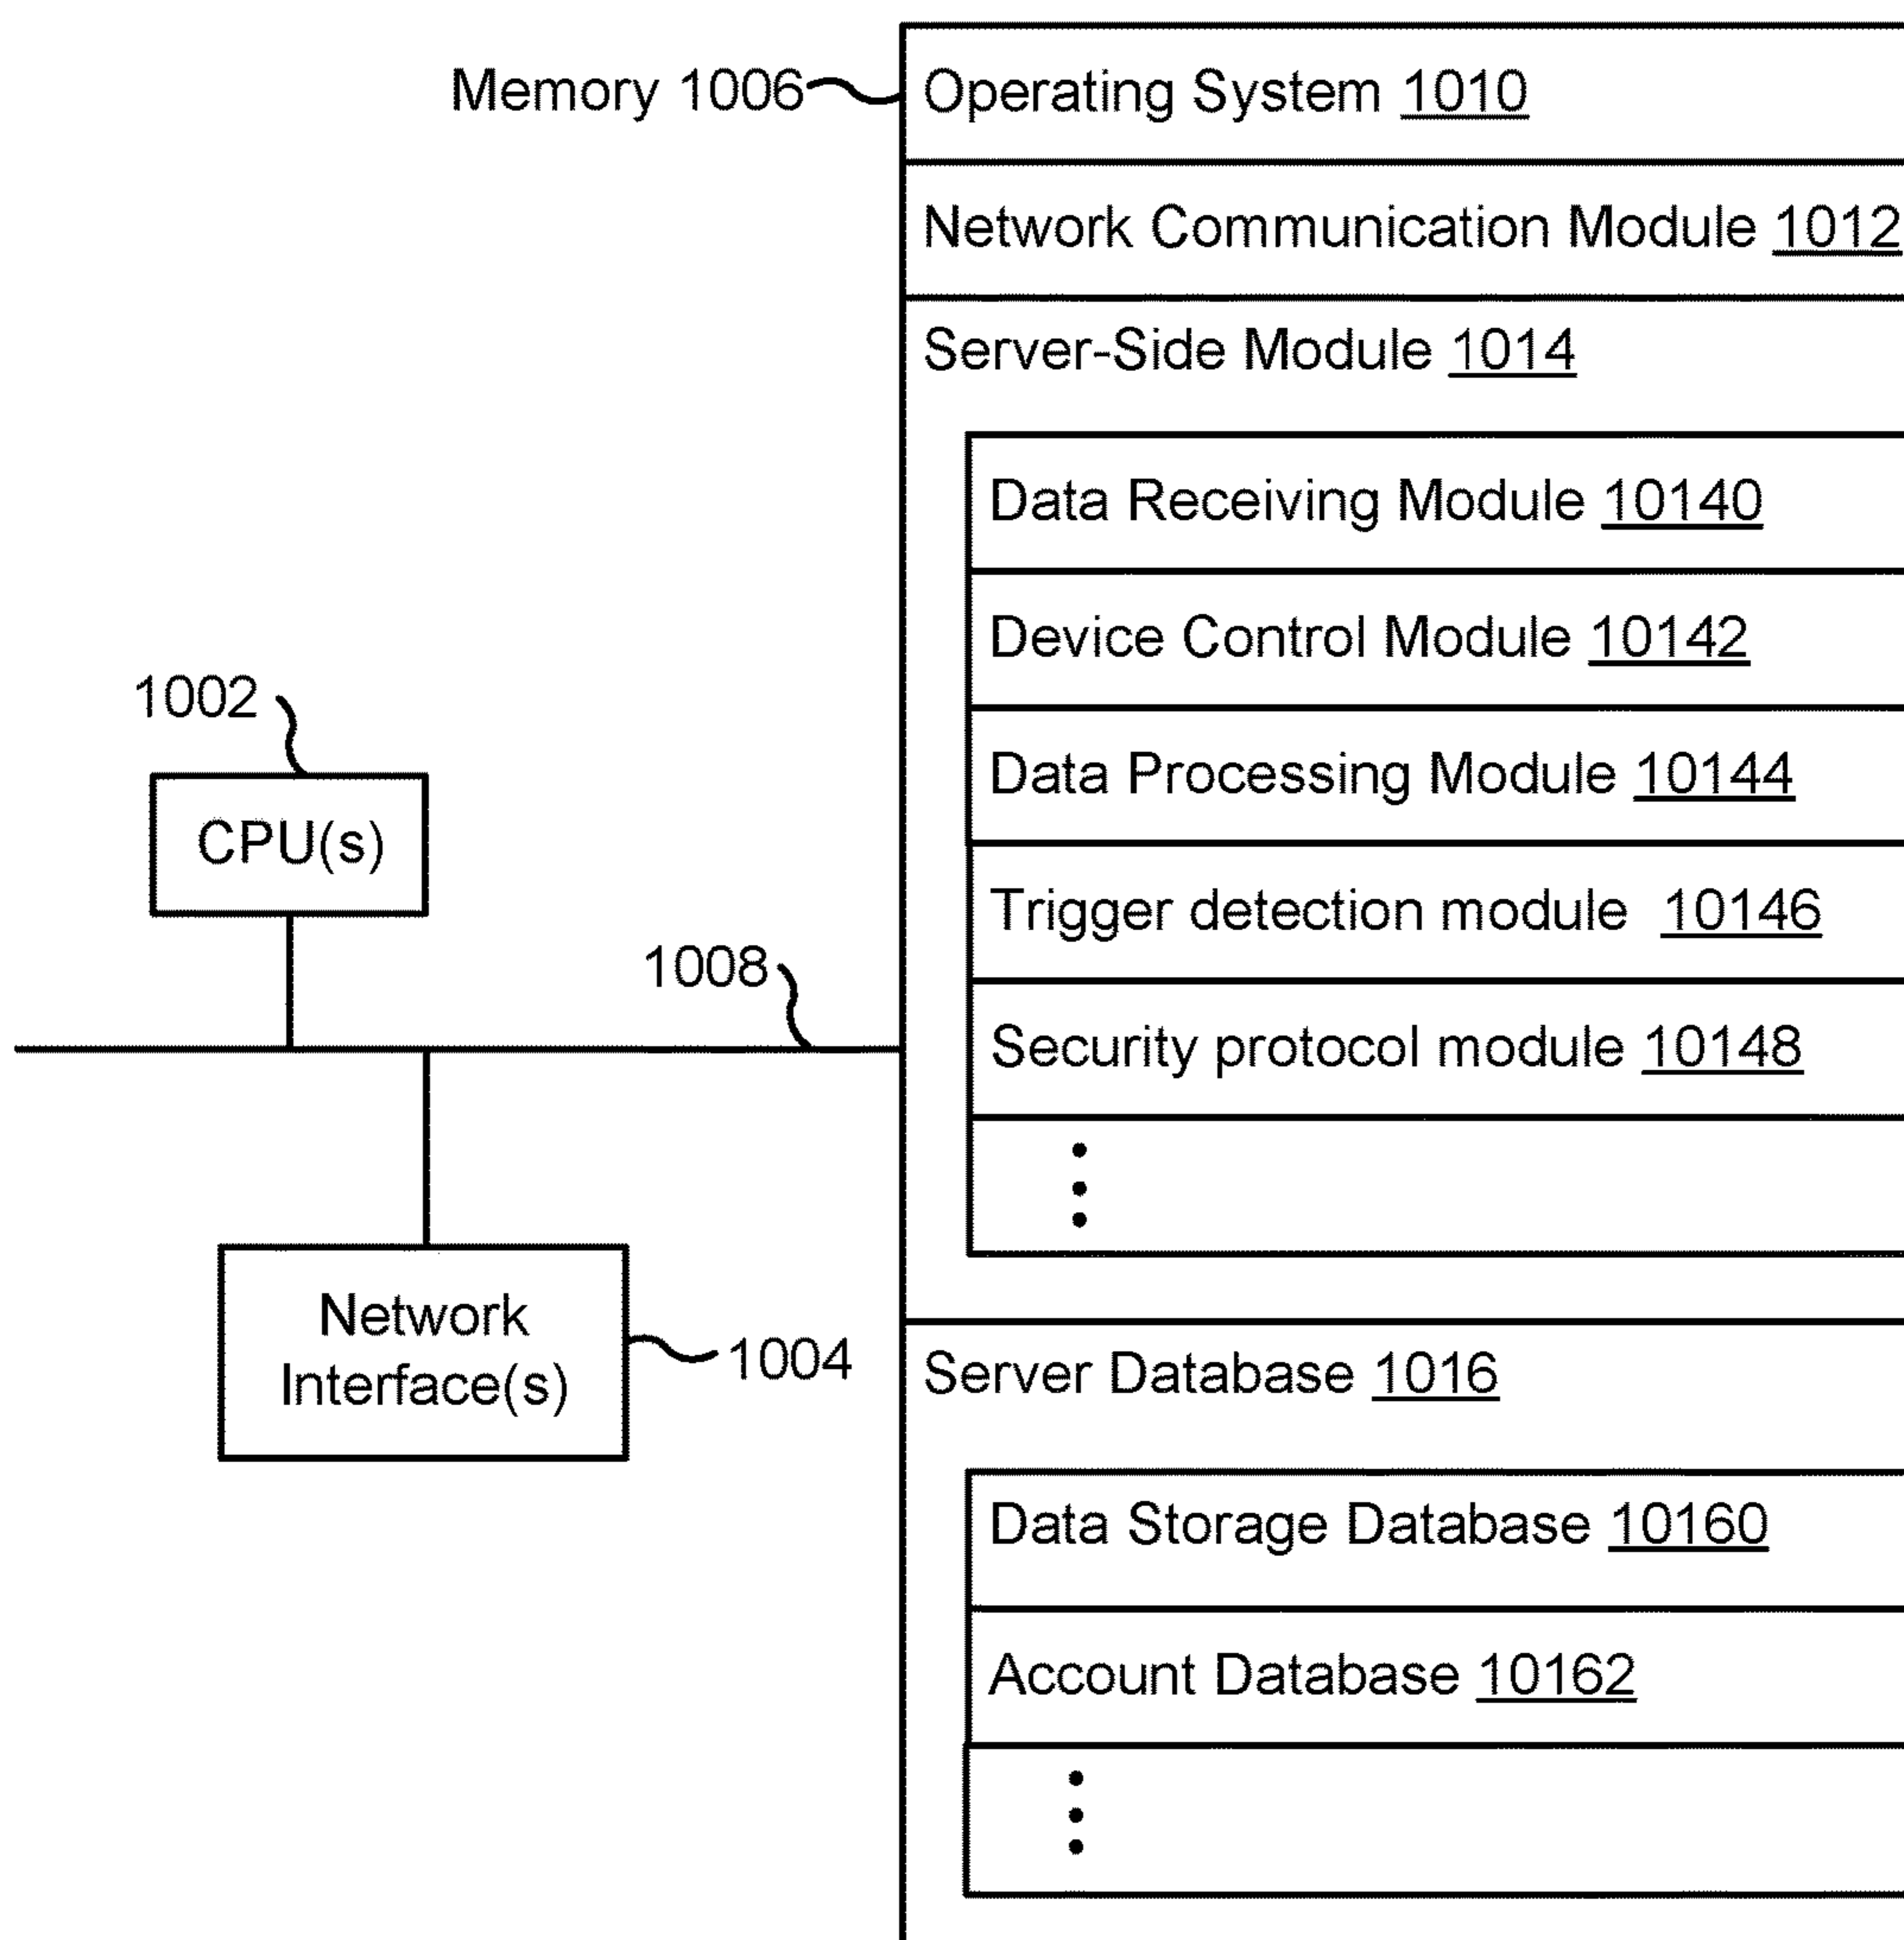 Memory 1006
Operating System 1010
Network Communication Module 1012
Server-Side Module 1014
Data Receiving Module 10140
Device Control Module 10142
Data Processing Module 10144
Trigger detection module 10146
Security protocol module 10148
1002
CPU(s)
1008
Network
Interface(s)
1004
Server Database 1016
Data Storage Database 10160
Account Database 10162